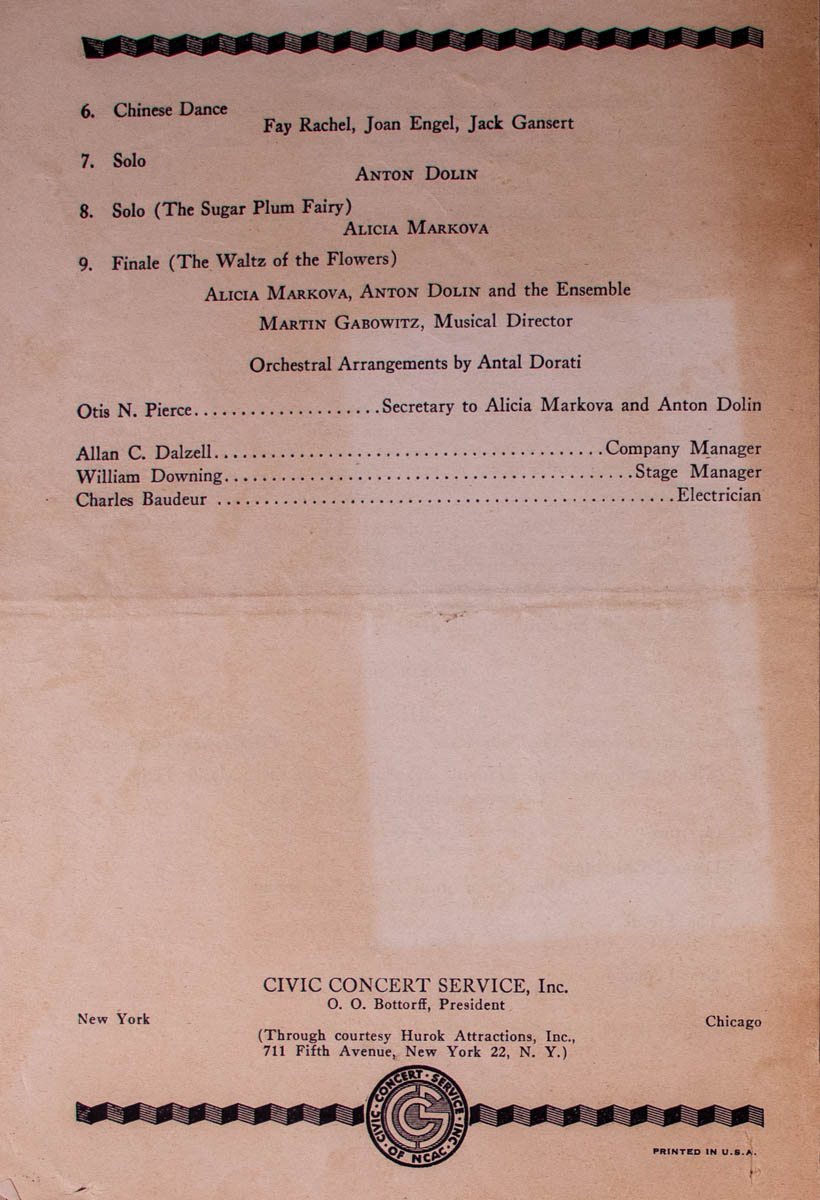 6. Chinese Dance
Fay Rachel, Joan Engel, Jack Gansert
7. Solo
ANTON DOLIN
8. Solo (The Sugar Plum Fairy)
ALICIA MARKOVA
9. Finale (The Waltz of the Flowers)
ALICIA MARKOVA, ANTON DOLIN and the Ensemble
MARTIN GABOWITZ, Musical Director
Orchestral Arrangements by Antal Dorati
Otis N. Pierce....................Secretary to Alicia Markova and Anton Dolin
Allan C. Dalzell.........................................Company Manager
William Downing...........................................Stage Manager
Charles Baudeur ................................................Electrician
CIVIC CONCERT SERVICE, Inc.
O. O. Bottorff, President
New York
Chicago
(Through courtesy Hurok Attractions, Inc.,
711 Fifth Avenue, New York 22, N. Y.)
CIVIC · CONCERT · SERVICE · INC · OF NCAC ·
PRINTED IN U.S.A.